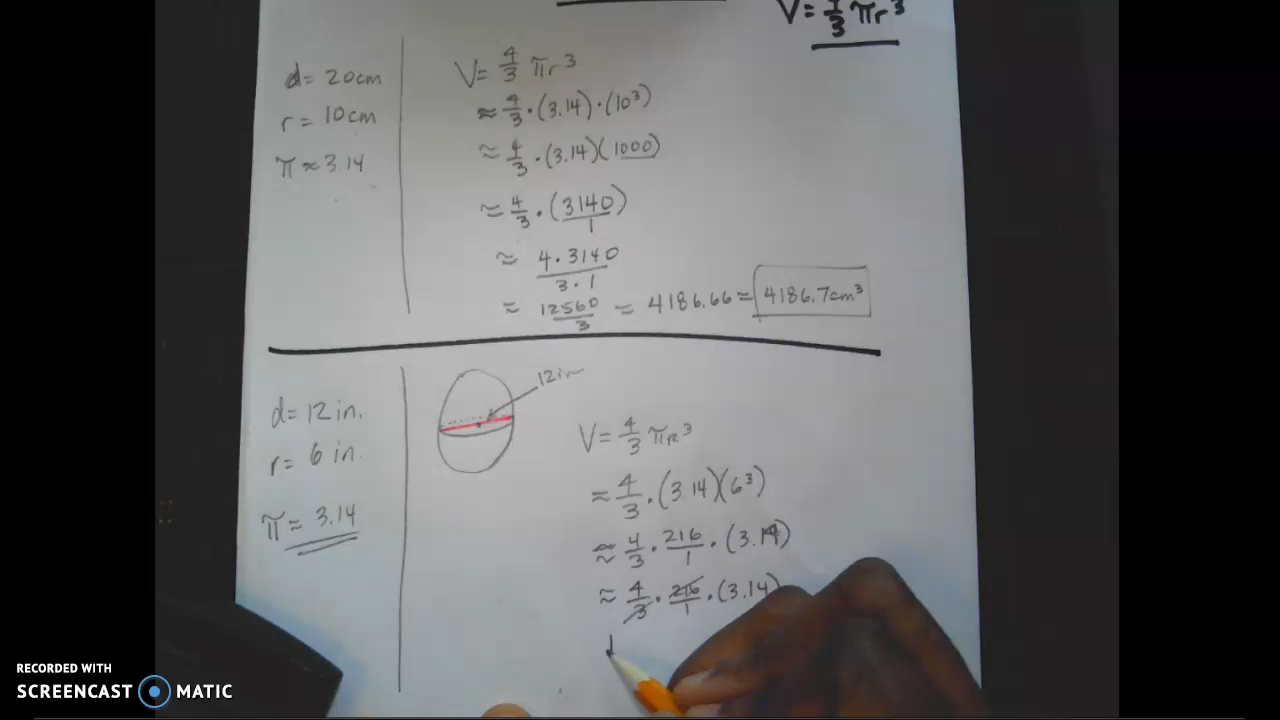 V = 4/3 πr³
d = 20cm
r = 10cm
π ≈ 3.14
V = 4/3 πr³
≈ 4/3 · (3.14) · (10³)
≈ 4/3 · (3.14)(1000)
≈ 4/3 · (3140/1)
≈ 4 · 3140 / 3 · 1
≈ 12560/3 = 4186.66 ≈ 4186.7cm³
d = 12 in.
r = 6 in.
π ≈ 3.14
12in
V = 4/3 πr³
≈ 4/3 · (3.14)(6³)
≈ 4/3 · 216/1 · (3.14)
≈ 4/3 · 216/1 · (3.14)
1
RECORDED WITH
SCREENCAST MATIC